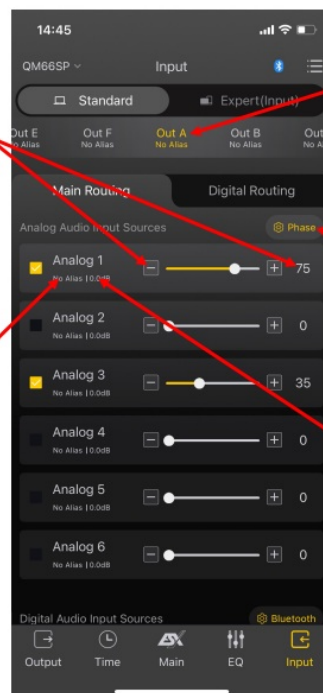 14:45
QM66SP Input
Standard Expert(Input)
Out E Out F Out A Out B Out
No Alias No Alias No Alias No Alias
Main Routing Digital Routing
Analog Audio Input Sources Phase
Analog 1
No Alias | 0.0dB
75
Analog 2
No Alias | 0.0dB
0
Analog 3
No Alias | 0.0dB
35
Analog 4
No Alias | 0.0dB
0
Analog 5
No Alias | 0.0dB
0
Analog 6
No Alias | 0.0dB
0
Digital Audio Input Sources Bluetooth
ESX
Output Time Main EQ Input